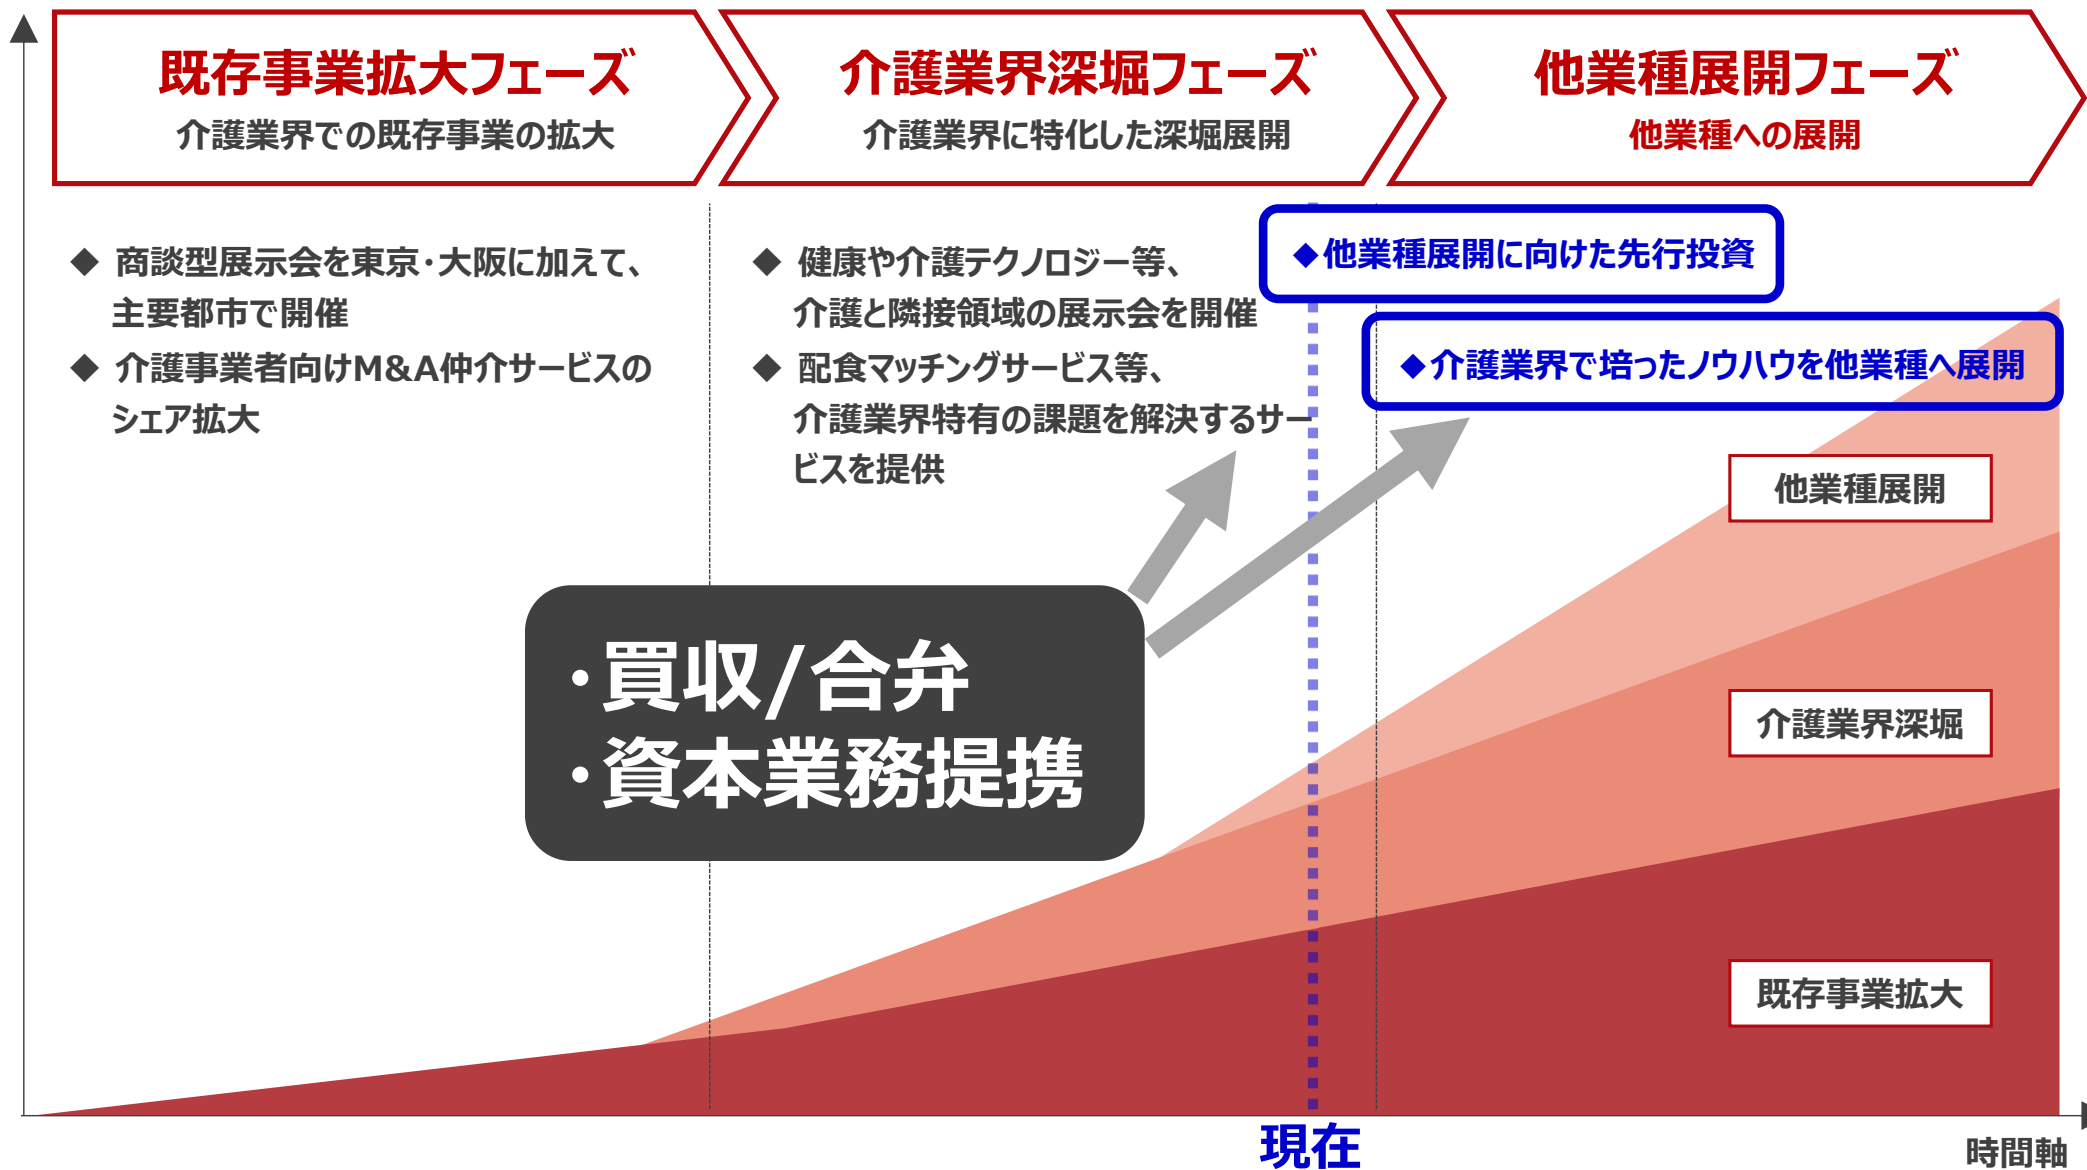 既存事業拡大フェーズ
介護業界での既存事業の拡大
介護業界深堀フェーズ
介護業界に特化した深堀展開
他業種展開フェーズ
他業種への展開
◆ 商談型展示会を東京・大阪に加えて、
主要都市で開催
◆ 介護事業者向けM&A仲介サービスの
シェア拡大
◆ 健康や介護テクノロジー等、
介護と隣接領域の展示会を開催
◆ 配食マッチングサービス等、
介護業界特有の課題を解決するサー
ビスを提供
◆他業種展開に向けた先行投資
◆介護業界で培ったノウハウを他業種へ展開
・買収/合弁
・資本業務提携
他業種展開
介護業界深堀
既存事業拡大
現在
時間軸